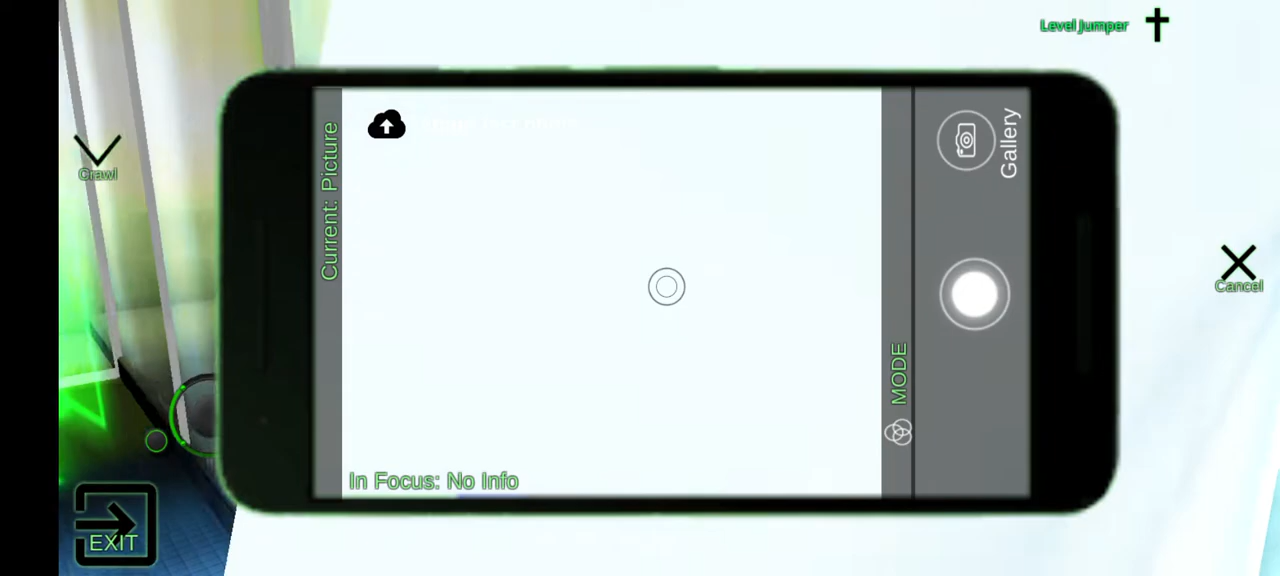 Level Jumper
Crawl
Current: Picture
Gallery
Cancel
MODE
In Focus: No Info
EXIT